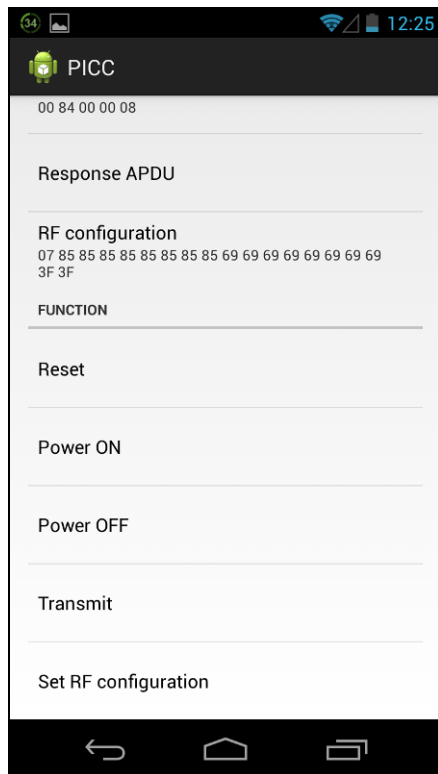 34
12:25
PICC
00 84 00 00 08
Response APDU
RF configuration
07 85 85 85 85 85 85 85 85 69 69 69 69 69 69 69 69
3F 3F
FUNCTION
Reset
Power ON
Power OFF
Transmit
Set RF configuration